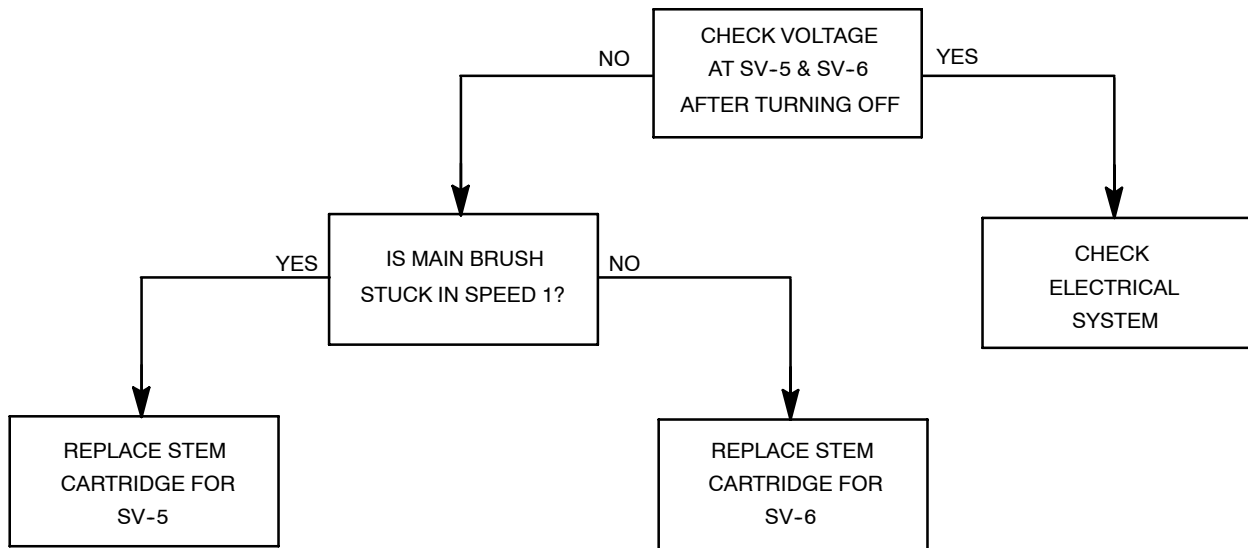 CHECK VOLTAGE
AT SV-5 & SV-6
AFTER TURNING OFF
NO
YES
IS MAIN BRUSH
STUCK IN SPEED 1?
YES
NO
CHECK
ELECTRICAL
SYSTEM
REPLACE STEM
CARTRIDGE FOR
SV-5
REPLACE STEM
CARTRIDGE FOR
SV-6